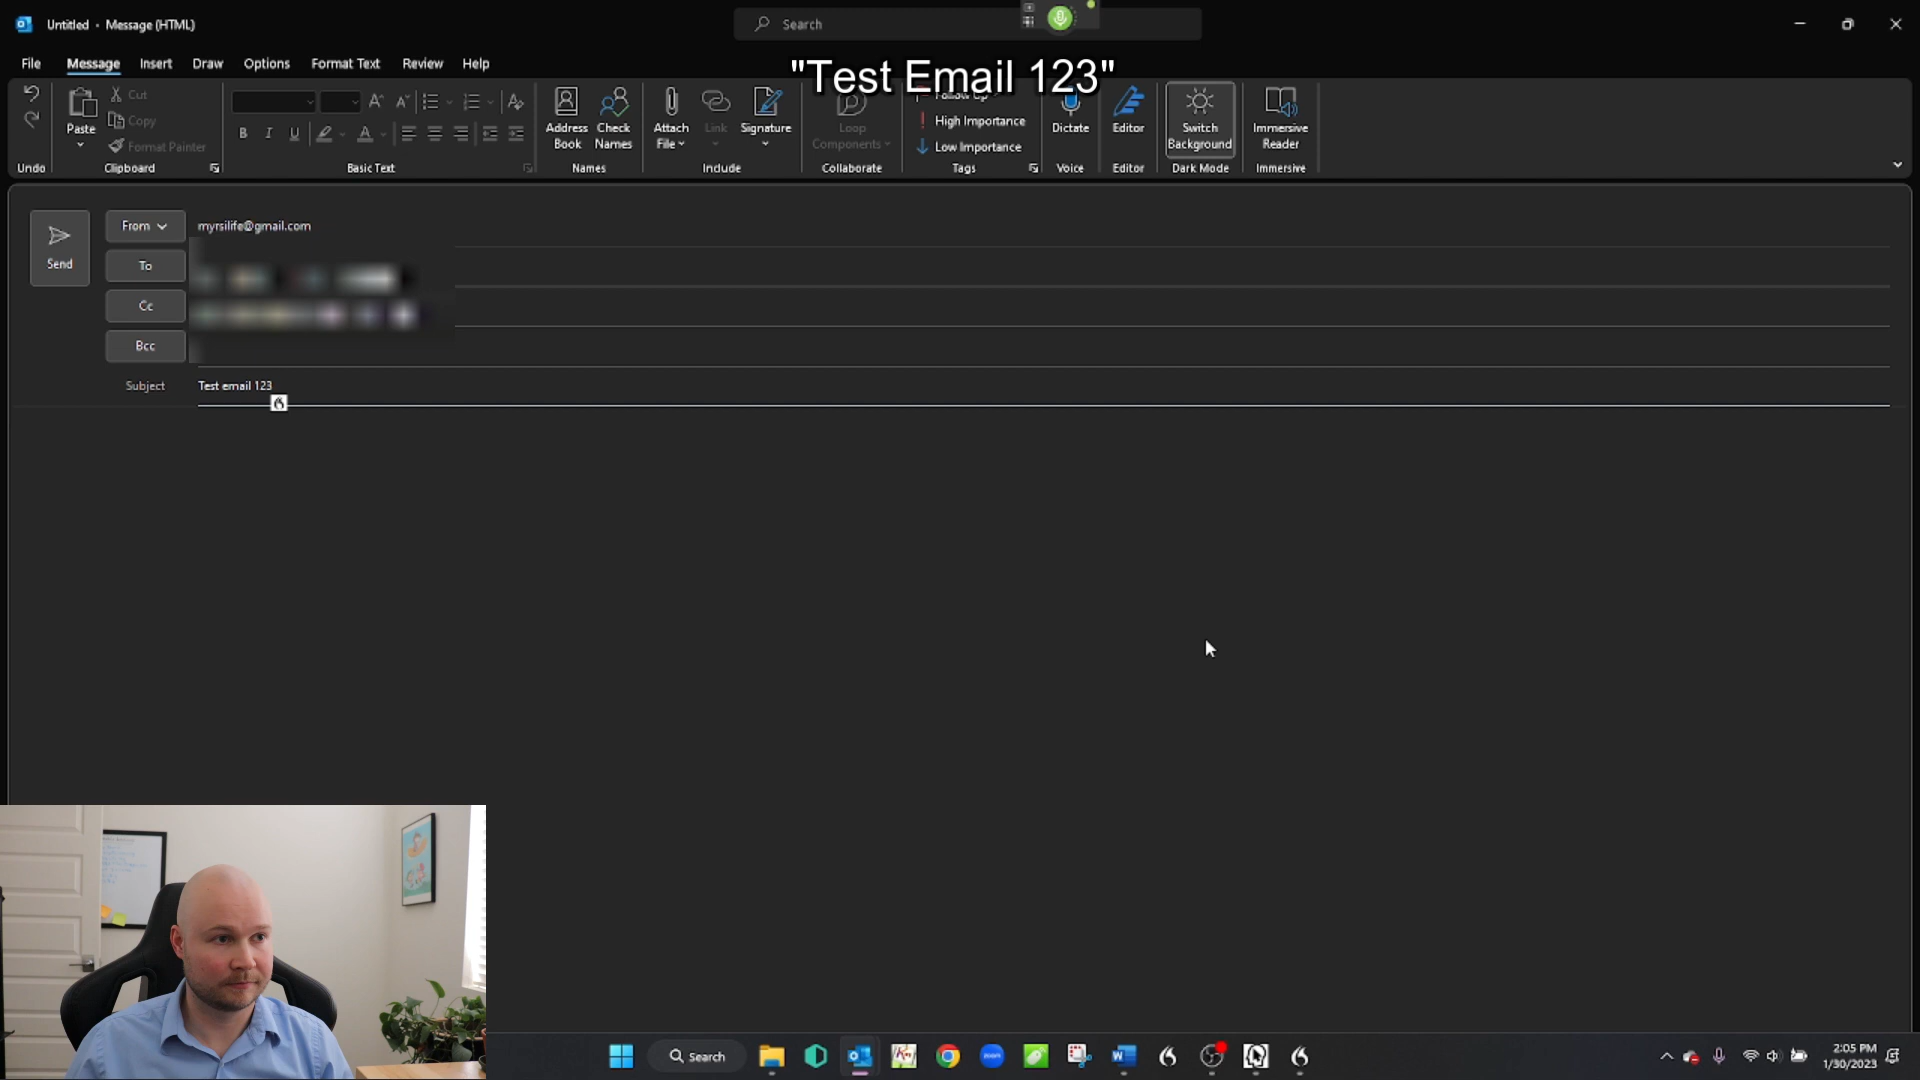 Untitled • Message (HTML)
Search
"Test Email 123"
File Message Insert Draw Options Format Text Review Help
Undo
Paste
Cut
Copy
Format Painter
Clipboard
B I U
Basic Text
Address Book
Check Names
Names
Attach File
Link
Signature
Include
Loop Components
Collaborate
Follow Up
High Importance
Low Importance
Tags
Dictate
Voice
Editor
Editor
Switch Background
Dark Mode
Immersive Reader
Immersive
Send
From
myrsilife@gmail.com
To
Cc
Bcc
Subject
Test email 123
Search
zoom
2:05 PM
1/30/2023